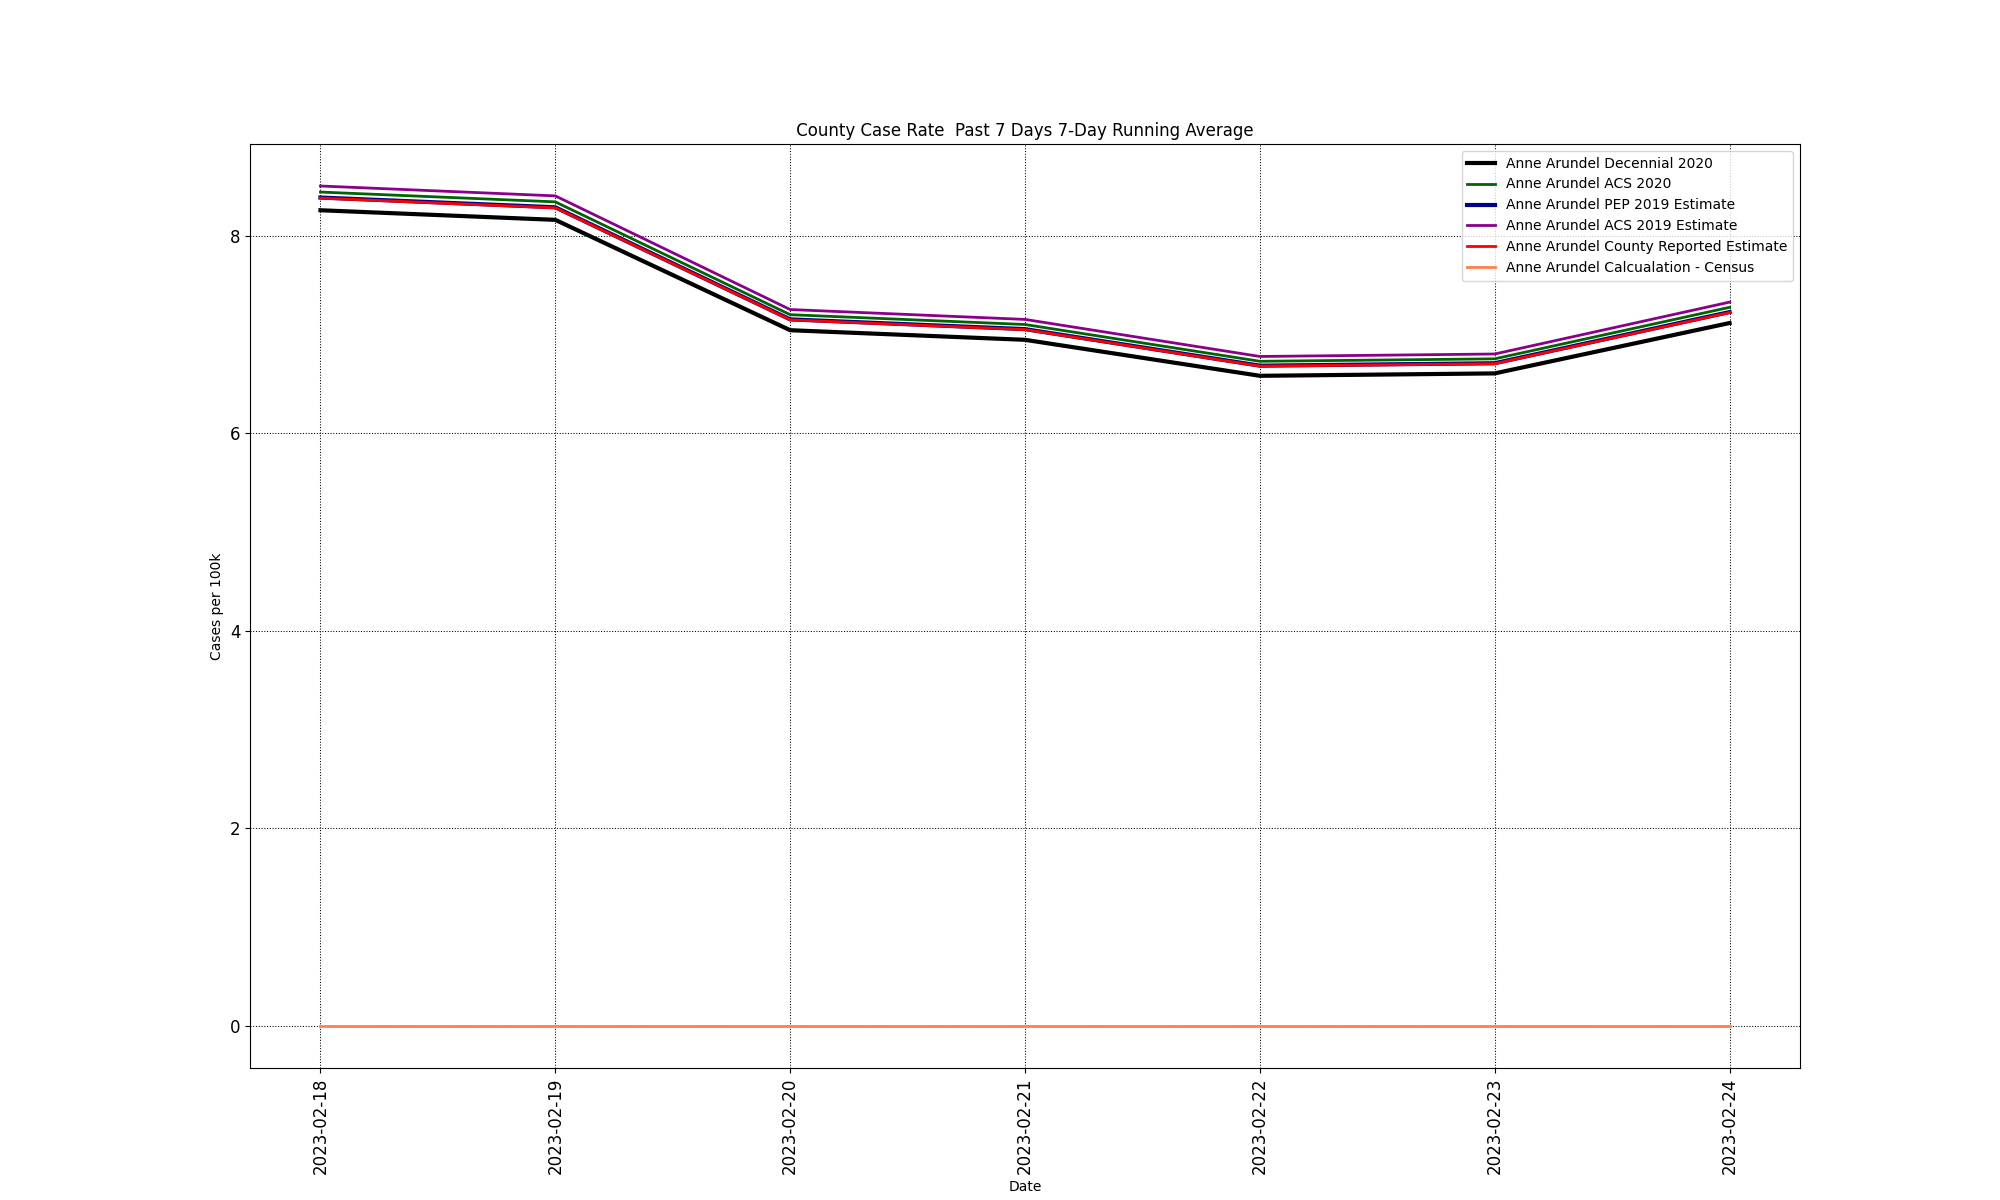 County Case Rate  Past 7 Days 7-Day Running Average
Anne Arundel Decennial 2020
Anne Arundel ACS 2020
Anne Arundel PEP 2019 Estimate
Anne Arundel ACS 2019 Estimate
Anne Arundel County Reported Estimate
Anne Arundel Calcualation - Census
8
6
4
2
0
Cases per 100k
2023-02-18
2023-02-19
2023-02-20
2023-02-21
2023-02-22
2023-02-23
2023-02-24
Date